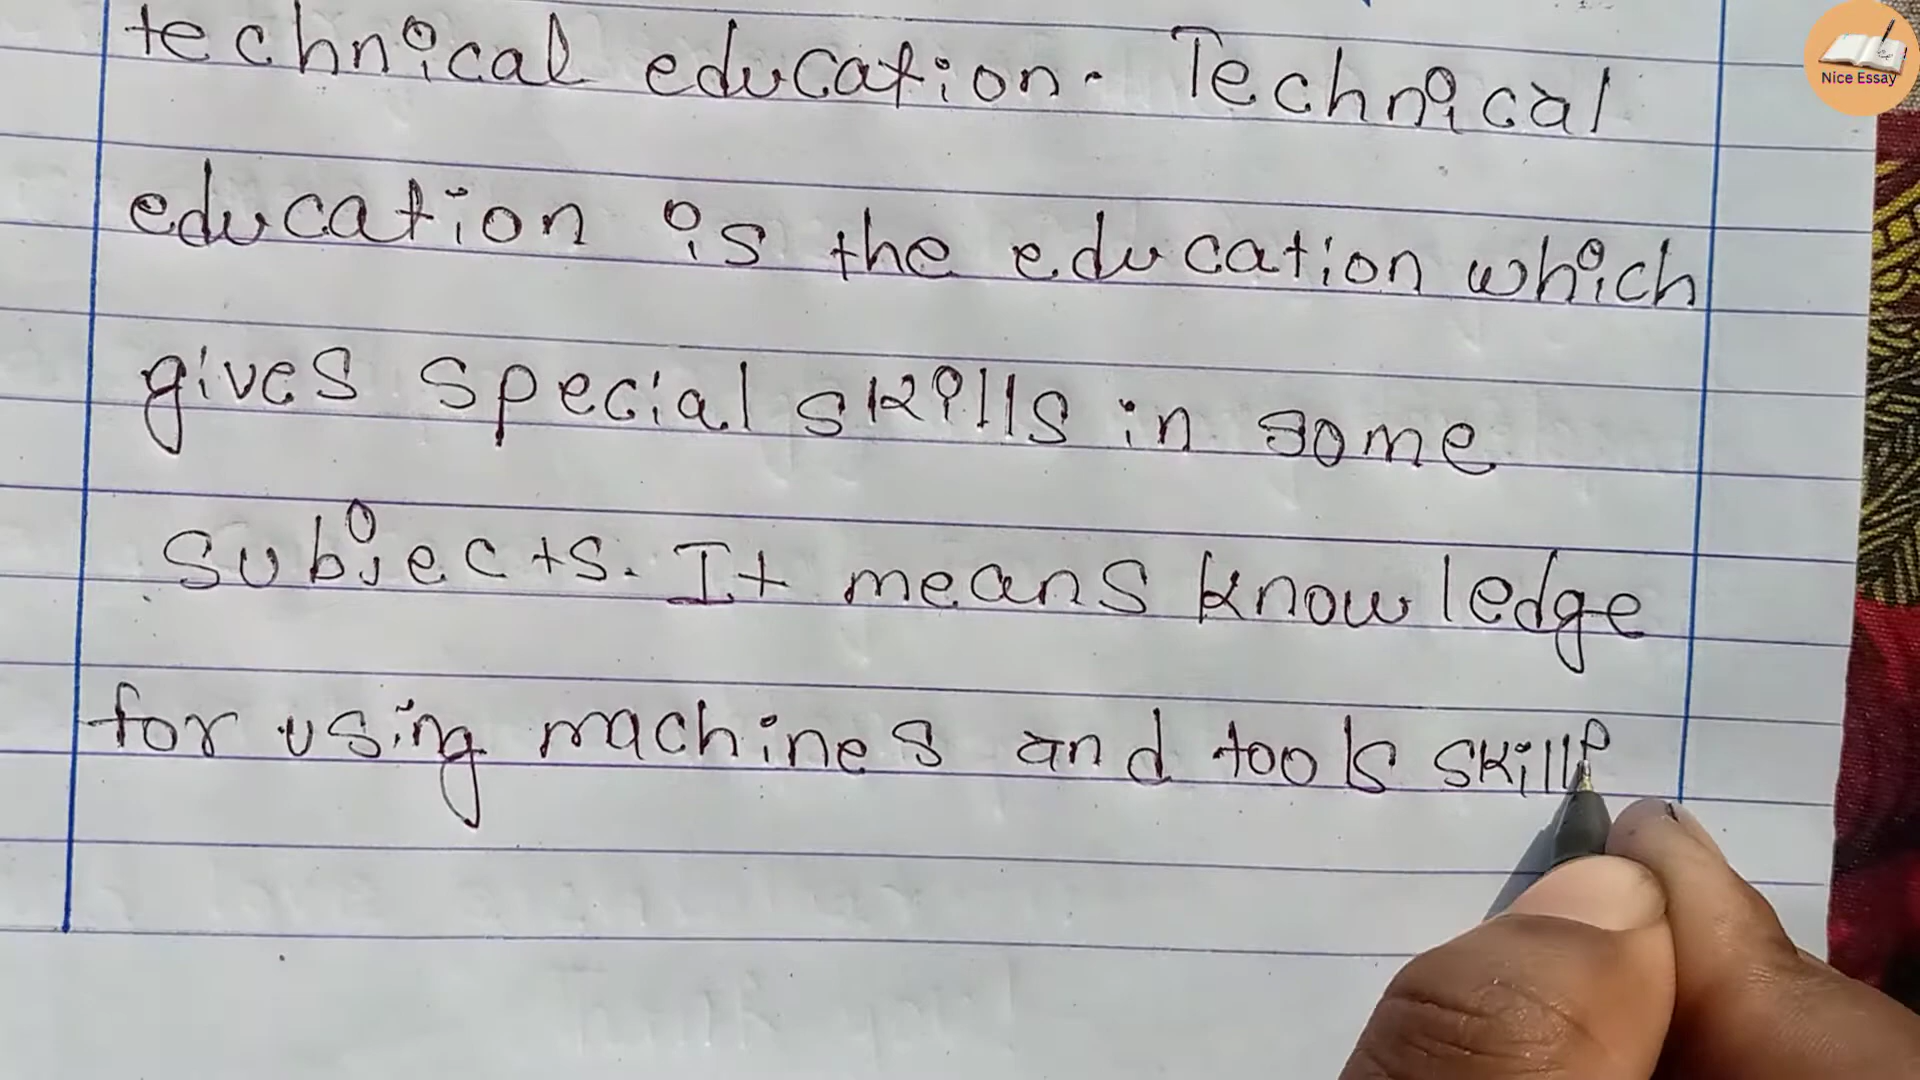 technical education. Technical
education is the education which
gives special skills in some
subjects. It means knowledge
for using machines and tools skillf
Nice Essay